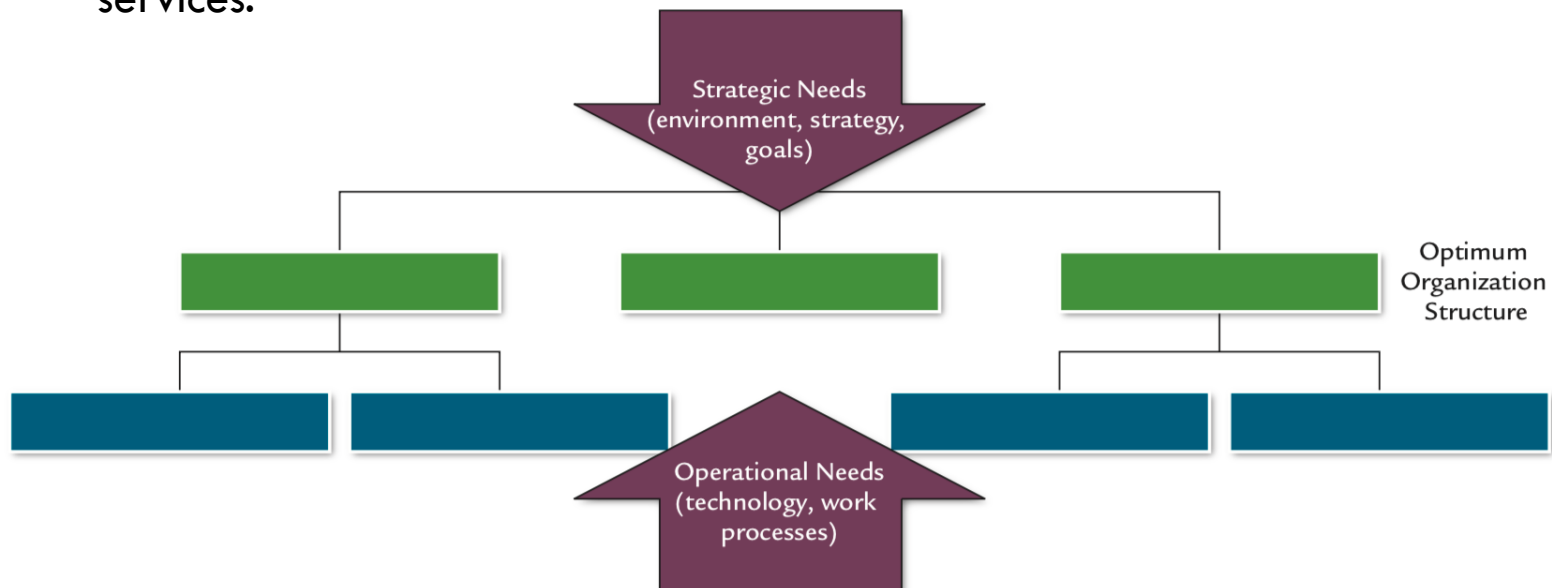 services.
Strategic Needs
(environment, strategy,
goals)
Optimum
Organization
Structure
Operational Needs
(technology, work
processes)